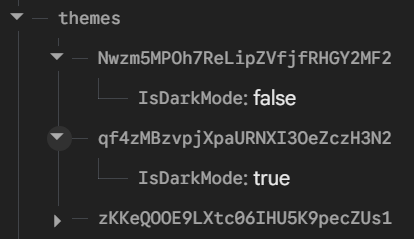 themes
Nwzm5MPOh7ReLipZVfjfRHGY2MF2
IsDarkMode: false
qf4zMBzvpjXpaURNXI3OeZczH3N2
IsDarkMode: true
zKKeQOOE9LXtc06IHU5K9pecZUs1